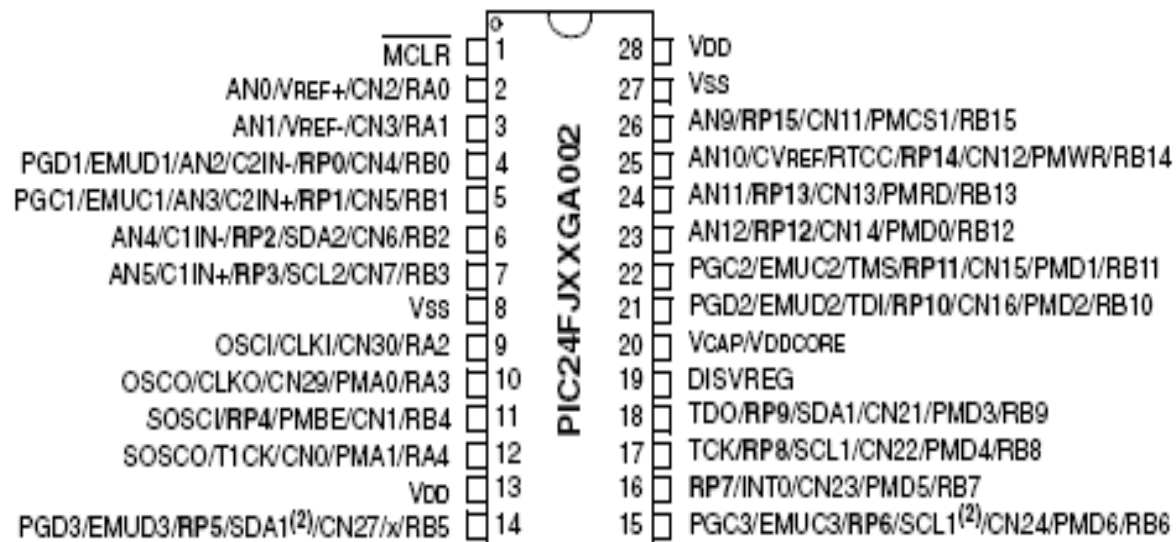 MCLR 1
AN0/VREF+/CN2/RA0 2
AN1/VREF-/CN3/RA1 3
PGD1/EMUD1/AN2/C2IN-/RP0/CN4/RB0 4
PGC1/EMUC1/AN3/C2IN+/RP1/CN5/RB1 5
AN4/C1IN-/RP2/SDA2/CN6/RB2 6
AN5/C1IN+/RP3/SCL2/CN7/RB3 7
VSS 8
OSCI/CLKI/CN30/RA2 9
OSCO/CLKO/CN29/PMA0/RA3 10
SOSCI/RP4/PMBE/CN1/RB4 11
SOSCO/T1CK/CN0/PMA1/RA4 12
VDD 13
PGD3/EMUD3/RP5/SDA1(2)/CN27/x/RB5 14
PIC24FJXXGA002
28 VDD
27 VSS
26 AN9/RP15/CN11/PMCS1/RB15
25 AN10/CVREF/RTCC/RP14/CN12/PMWR/RB14
24 AN11/RP13/CN13/PMRD/RB13
23 AN12/RP12/CN14/PMD0/RB12
22 PGC2/EMUC2/TMS/RP11/CN15/PMD1/RB11
21 PGD2/EMUD2/TDI/RP10/CN16/PMD2/RB10
20 VCAP/VDDCORE
19 DISVREG
18 TDO/RP9/SDA1/CN21/PMD3/RB9
17 TCK/RP8/SCL1/CN22/PMD4/RB8
16 RP7/INT0/CN23/PMD5/RB7
15 PGC3/EMUC3/RP6/SCL1(2)/CN24/PMD6/RB6